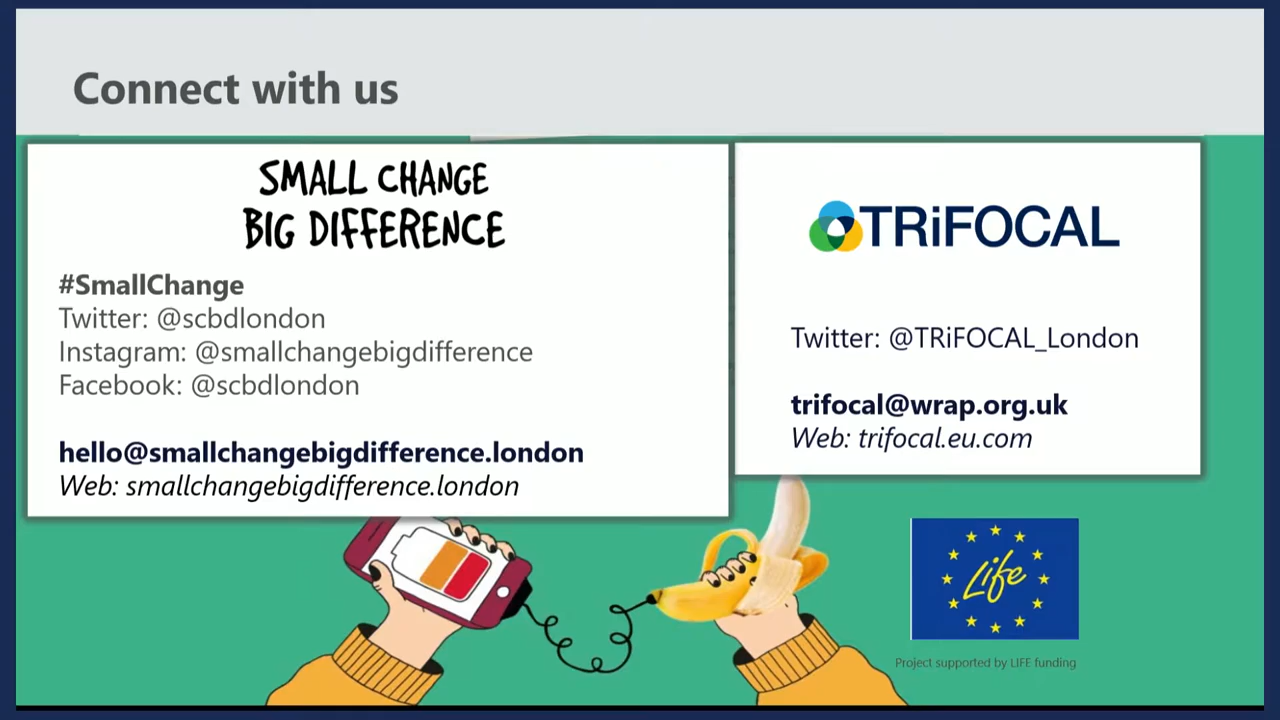 Connect with us
SMALL CHANGE
BIG DIFFERENCE
#SmallChange
Twitter: @scbdlondon
Instagram: @smallchangebigdifference
Facebook: @scbdlondon
hello@smallchangebigdifference.london
Web: smallchangebigdifference.london
TRiFOCAL
Twitter: @TRiFOCAL_London
trifocal@wrap.org.uk
Web: trifocal.eu.com
Life
Project supported by LIFE funding